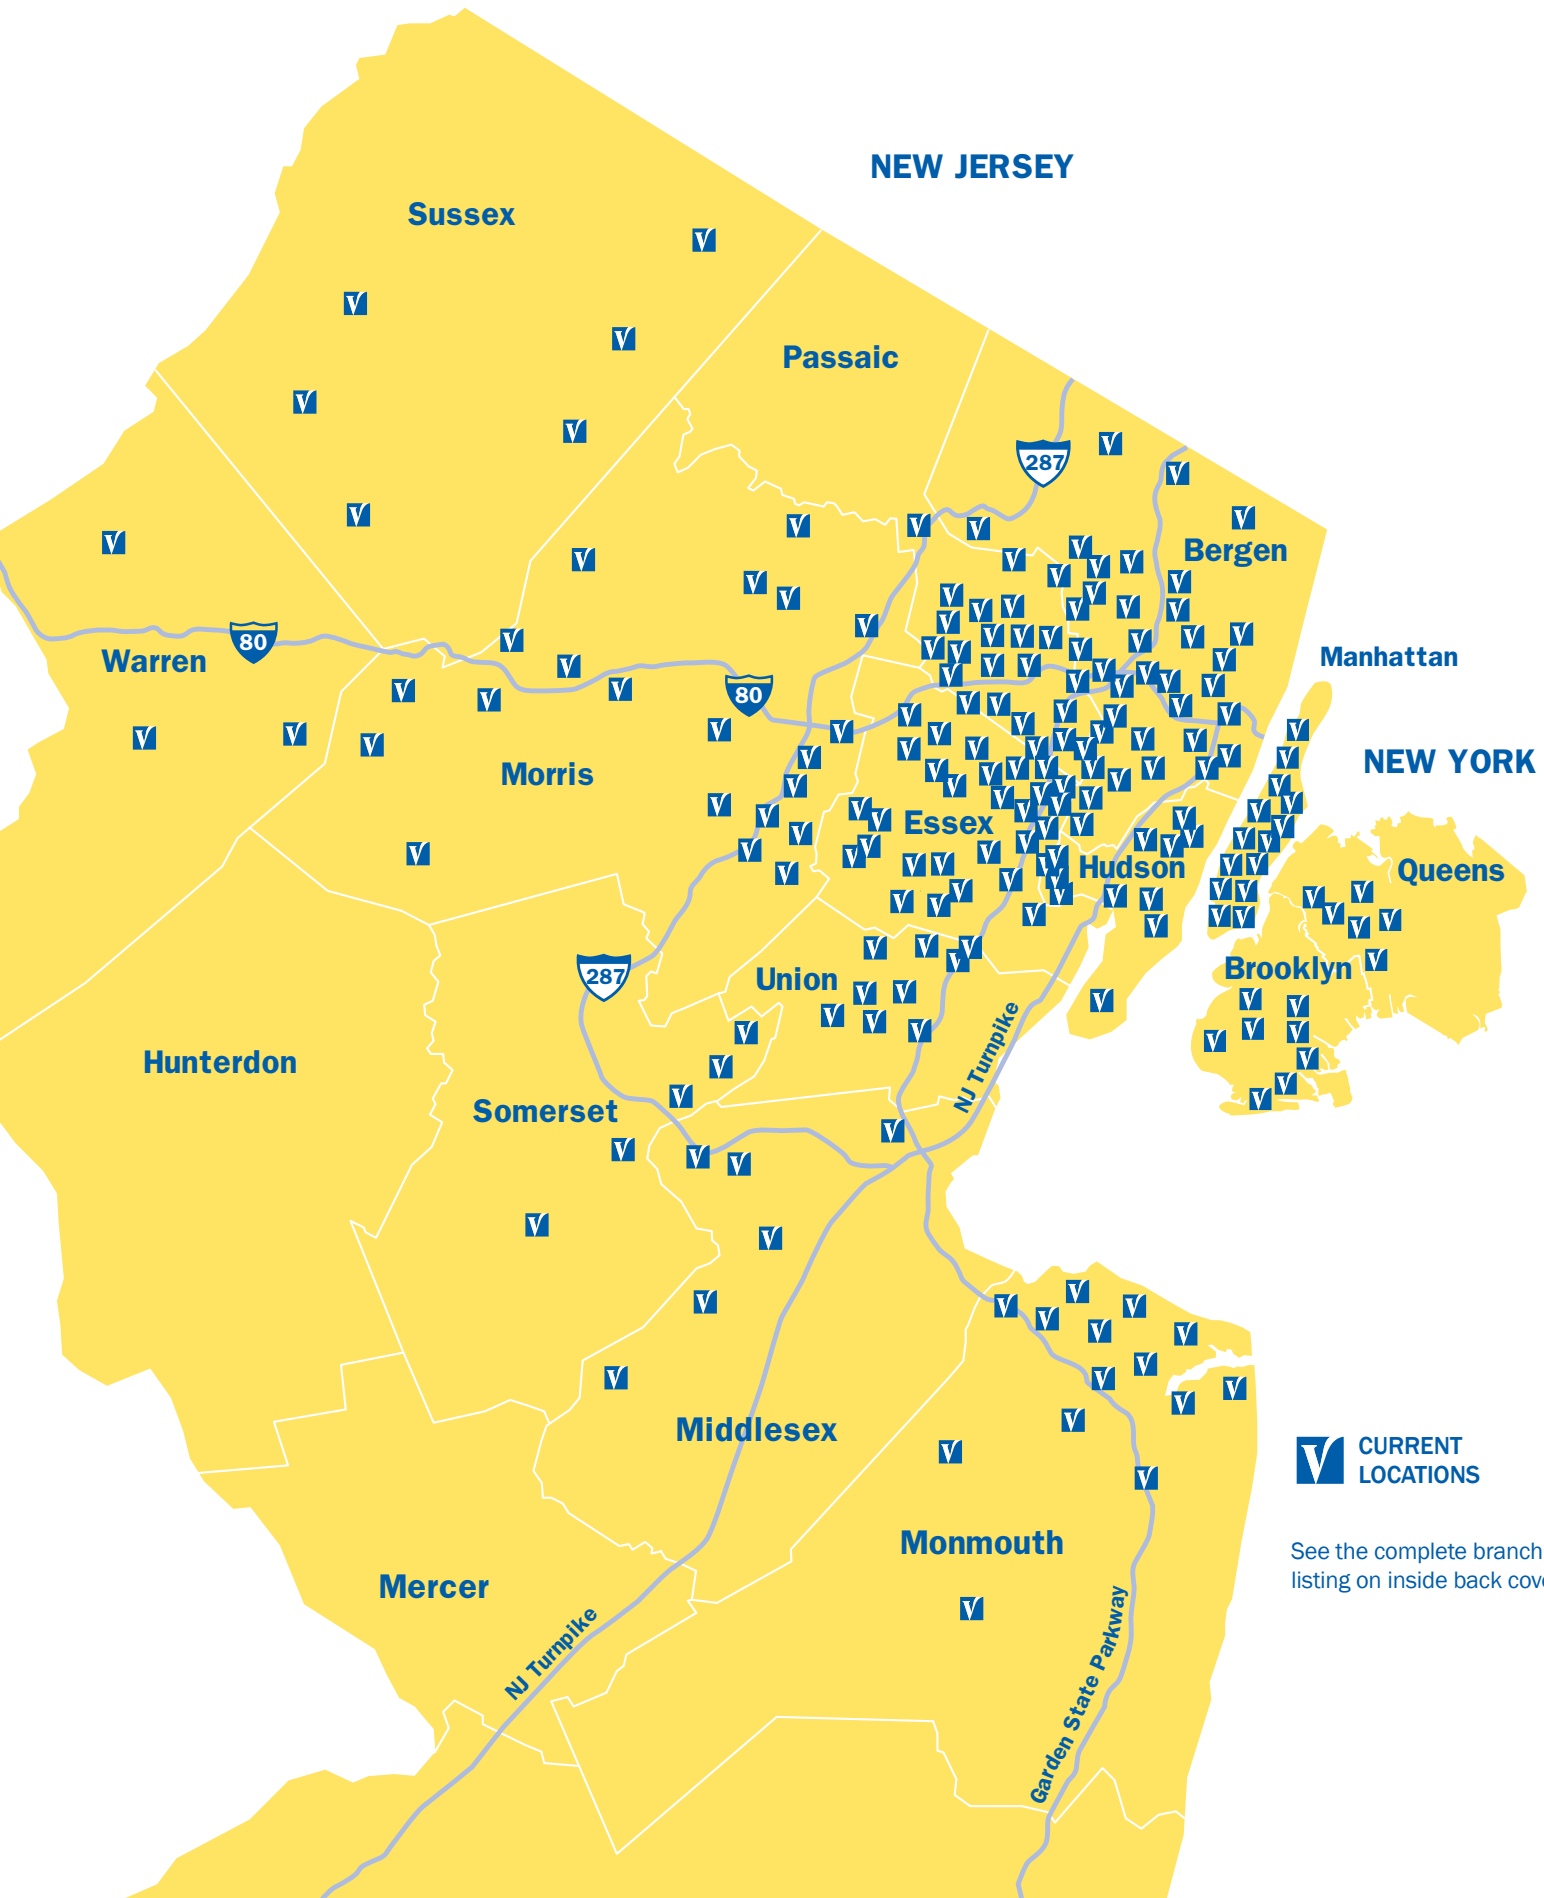 NEW JERSEY
Sussex
Passaic
287
Bergen
80
Warren
Manhattan
80
NEW YORK
Morris
Essex
Hudson
Queens
Brooklyn
287
Union
NJ Turnpike
Hunterdon
Somerset
Middlesex
CURRENT
LOCATIONS
Monmouth
See the complete branch
listing on inside back
Mercer
NJ Turnpike
Garden State Parkway